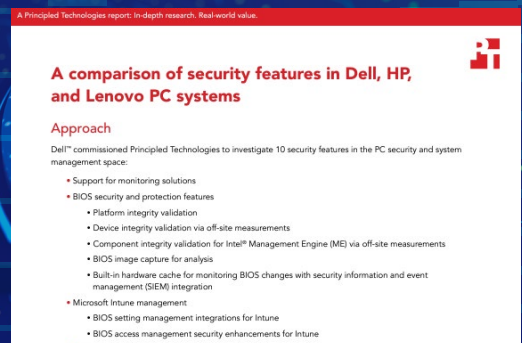 A Principled Technologies report: In-depth research. Real-world value.
PT
A comparison of security features in Dell, HP,
and Lenovo PC systems
Approach
Dell™ commissioned Principled Technologies to investigate 10 security features in the PC security and system
management space:
• Support for monitoring solutions
• BIOS security and protection features
• Platform integrity validation
• Device integrity validation via off-site measurements
• Component integrity validation for Intel® Management Engine (ME) via off-site measurements
• BIOS image capture for analysis
• Built-in hardware cache for monitoring BIOS changes with security information and event
management (SIEM) integration
• Microsoft Intune management
• BIOS setting management integrations for Intune
• BIOS access management security enhancements for Intune